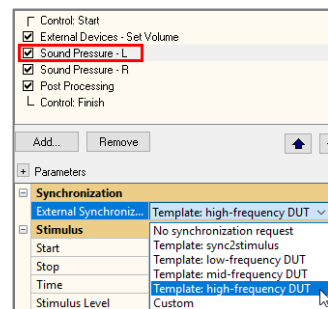 Control: Start
External Devices - Set Volume
Sound Pressure - L
Sound Pressure - R
Post Processing
Control: Finish
Add... Remove
Parameters
Synchronization
External Synchroniz... Template: high-frequency DUT
Stimulus No synchronization request
Start Template: sync2stimulus
Stop Template: low-frequency DUT
Time Template: mid-frequency DUT
Template: high-frequency DUT
Stimulus Level Custom